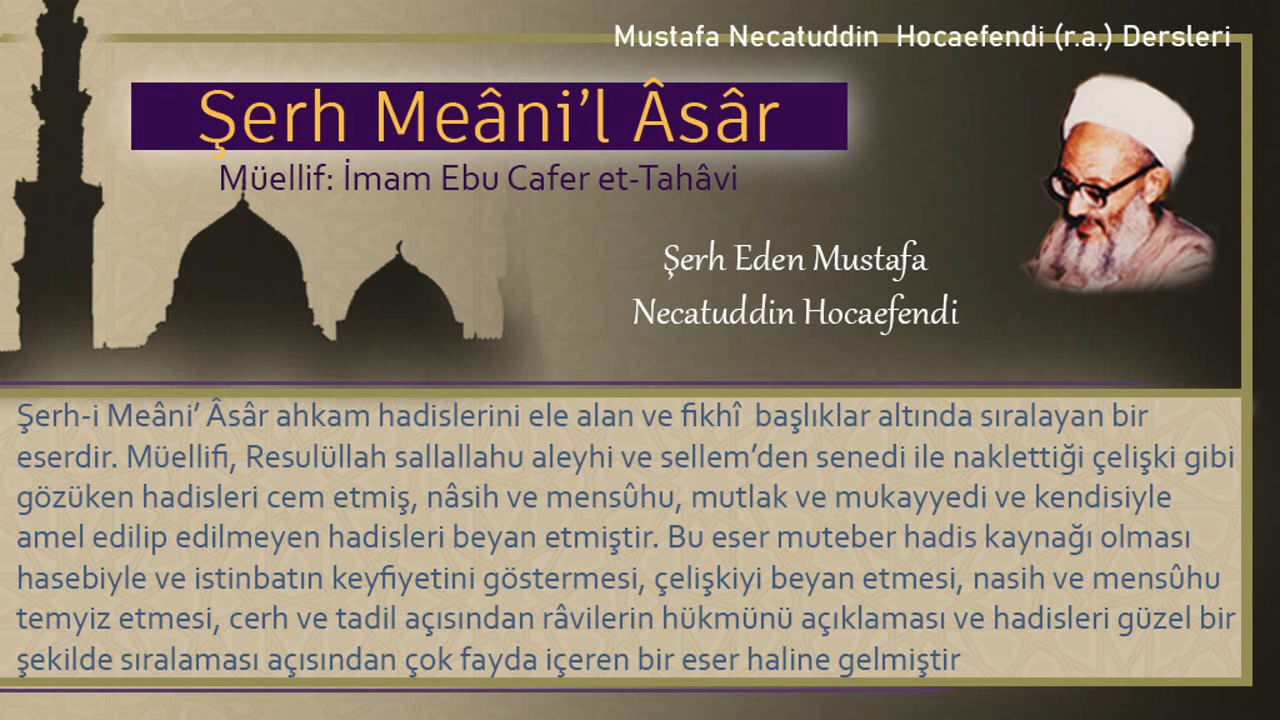 Mustafa Necatuddin Hocaefendi (r.a.) Dersleri
Şerh Meâni’l Âsâr
Müellif: İmam Ebu Cafer et-Tahâvi
Şerh Eden Mustafa
Necatuddin Hocaefendi
Şerh-i Meâni’ Âsâr ahkam hadislerini ele alan ve fikhî başlıklar altında sıralayan bir
eserdir. Müellifi, Resulüllah sallallahu aleyhi ve sellem’den senedi ile naklettiği çelişki gibi
gözüken hadisleri cem etmiş, nâsih ve mensûhu, mutlak ve mukayyedi ve kendisiyle
amel edilip edilmeyen hadisleri beyan etmiştir. Bu eser muteber hadis kaynağı olması
hasebiyle ve istinbatın keyfiyetini göstermesi, çelişkiyi beyan etmesi, nasih ve mensûhu
temyiz etmesi, cerh ve tadil açısından râvilerin hükmünü açıklaması ve hadisleri güzel bir
şekilde sıralaması açısından çok fayda içeren bir eser haline gelmiştir